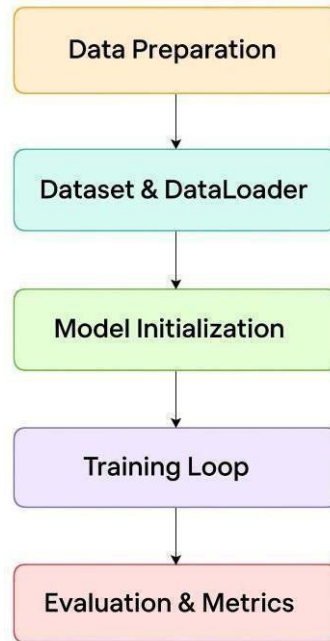 Data Preparation
Dataset & DataLoader
Model Initialization
Training Loop
Evaluation & Metrics